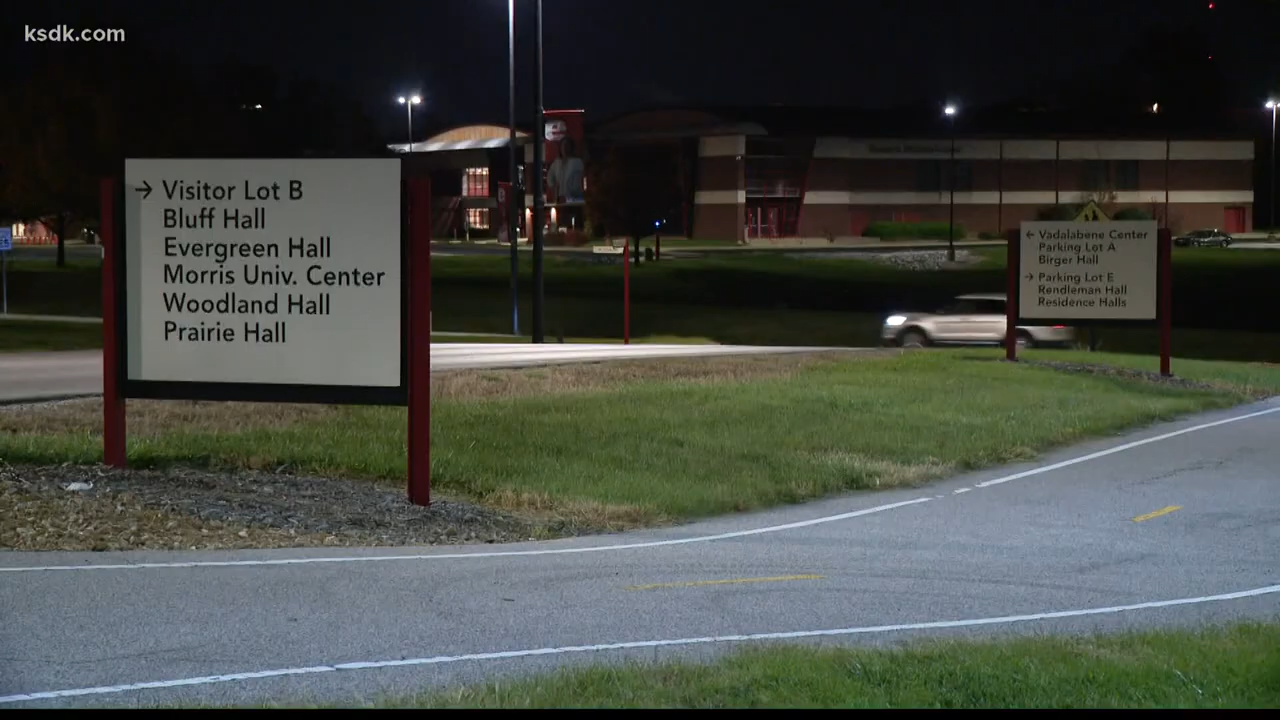 ksdk.com
→ Visitor Lot B
Bluff Hall
Evergreen Hall
Morris Univ. Center
Woodland Hall
Prairie Hall
← Vadalabene Center
Parking Lot A
Birger Hall
→ Parking Lot E
Rendleman Hall
Residence Halls